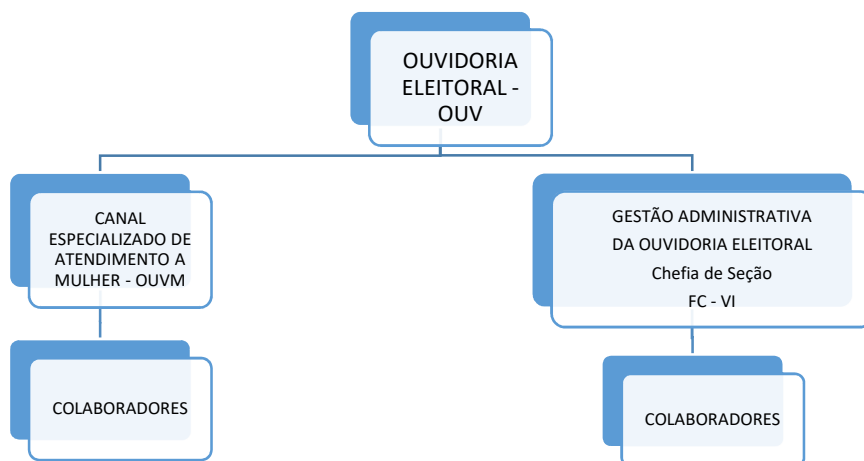 OUVIDORIA
ELEITORAL -
OUV
CANAL
ESPECIALIZADO DE
ATENDIMENTO A
MULHER - OUVM
GESTÃO ADMINISTRATIVA
DA OUVIDORIA ELEITORAL
Chefia de Seção
FC - VI
COLABORADORES
COLABORADORES